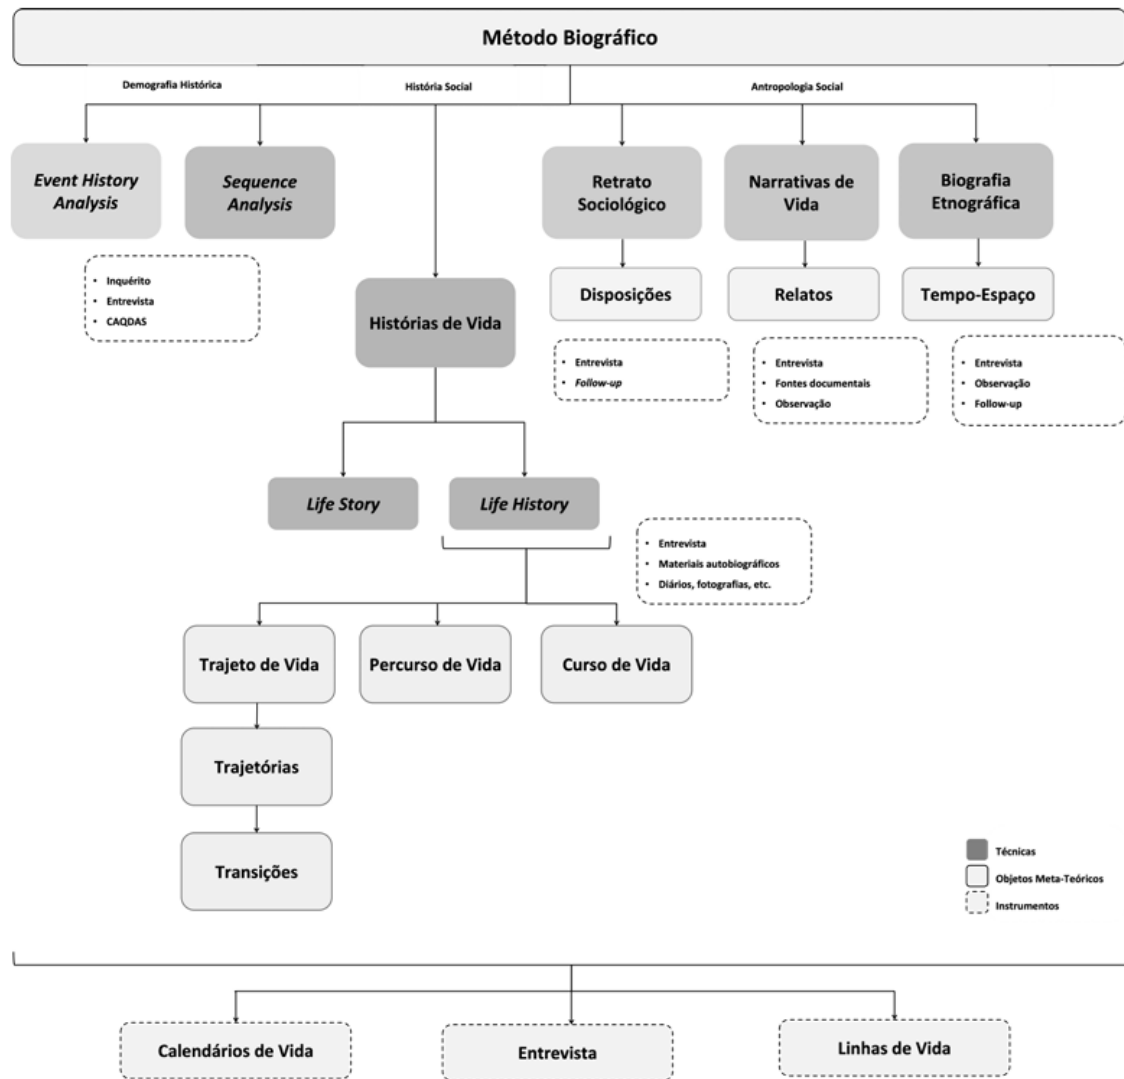 Método Biográfico
Demografia Histórica
História Social
Antropologia Social
Event History
Analysis
Sequence
Analysis
Retrato
Sociológico
Narrativas de
Vida
Biografia
Etnográfica
• Inquérito
• Entrevista
• CAQDAS
Histórias de Vida
Disposições
Relatos
Tempo-Espaço
• Entrevista
• Follow-up
• Entrevista
• Fontes documentais
• Observação
• Entrevista
• Observação
• Follow-up
Life Story
Life History
• Entrevista
• Materiais autobiográficos
• Diários, fotografias, etc.
Trajeto de Vida
Percurso de Vida
Curso de Vida
Trajetórias
Transições
Técnicas
Objetos Meta-Teóricos
Instrumentos
Calendários de Vida
Entrevista
Linhas de Vida